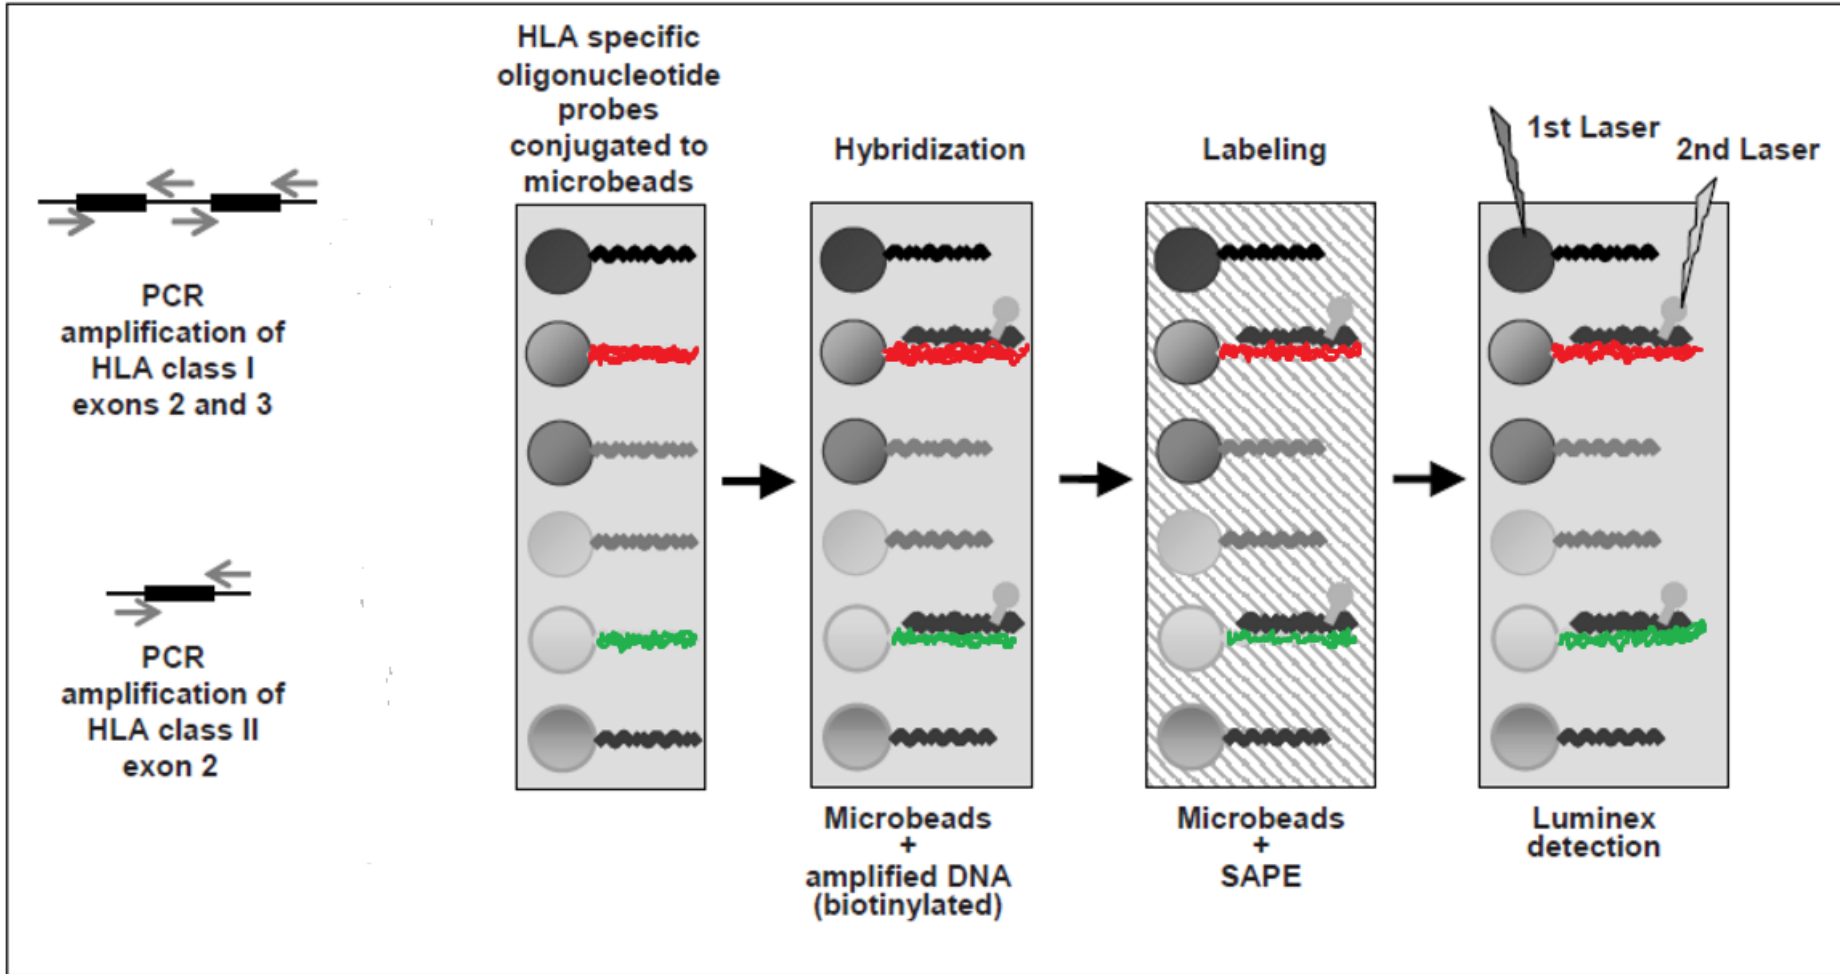 HLA specific
oligonucleotide
probes
conjugated to
microbeads
Hybridization
Labeling
1st Laser
2nd Laser
PCR
amplification of
HLA class I
exons 2 and 3
PCR
amplification of
HLA class II
exon 2
Microbeads
+
amplified DNA
(biotinylated)
Microbeads
+
SAPE
Luminex
detection